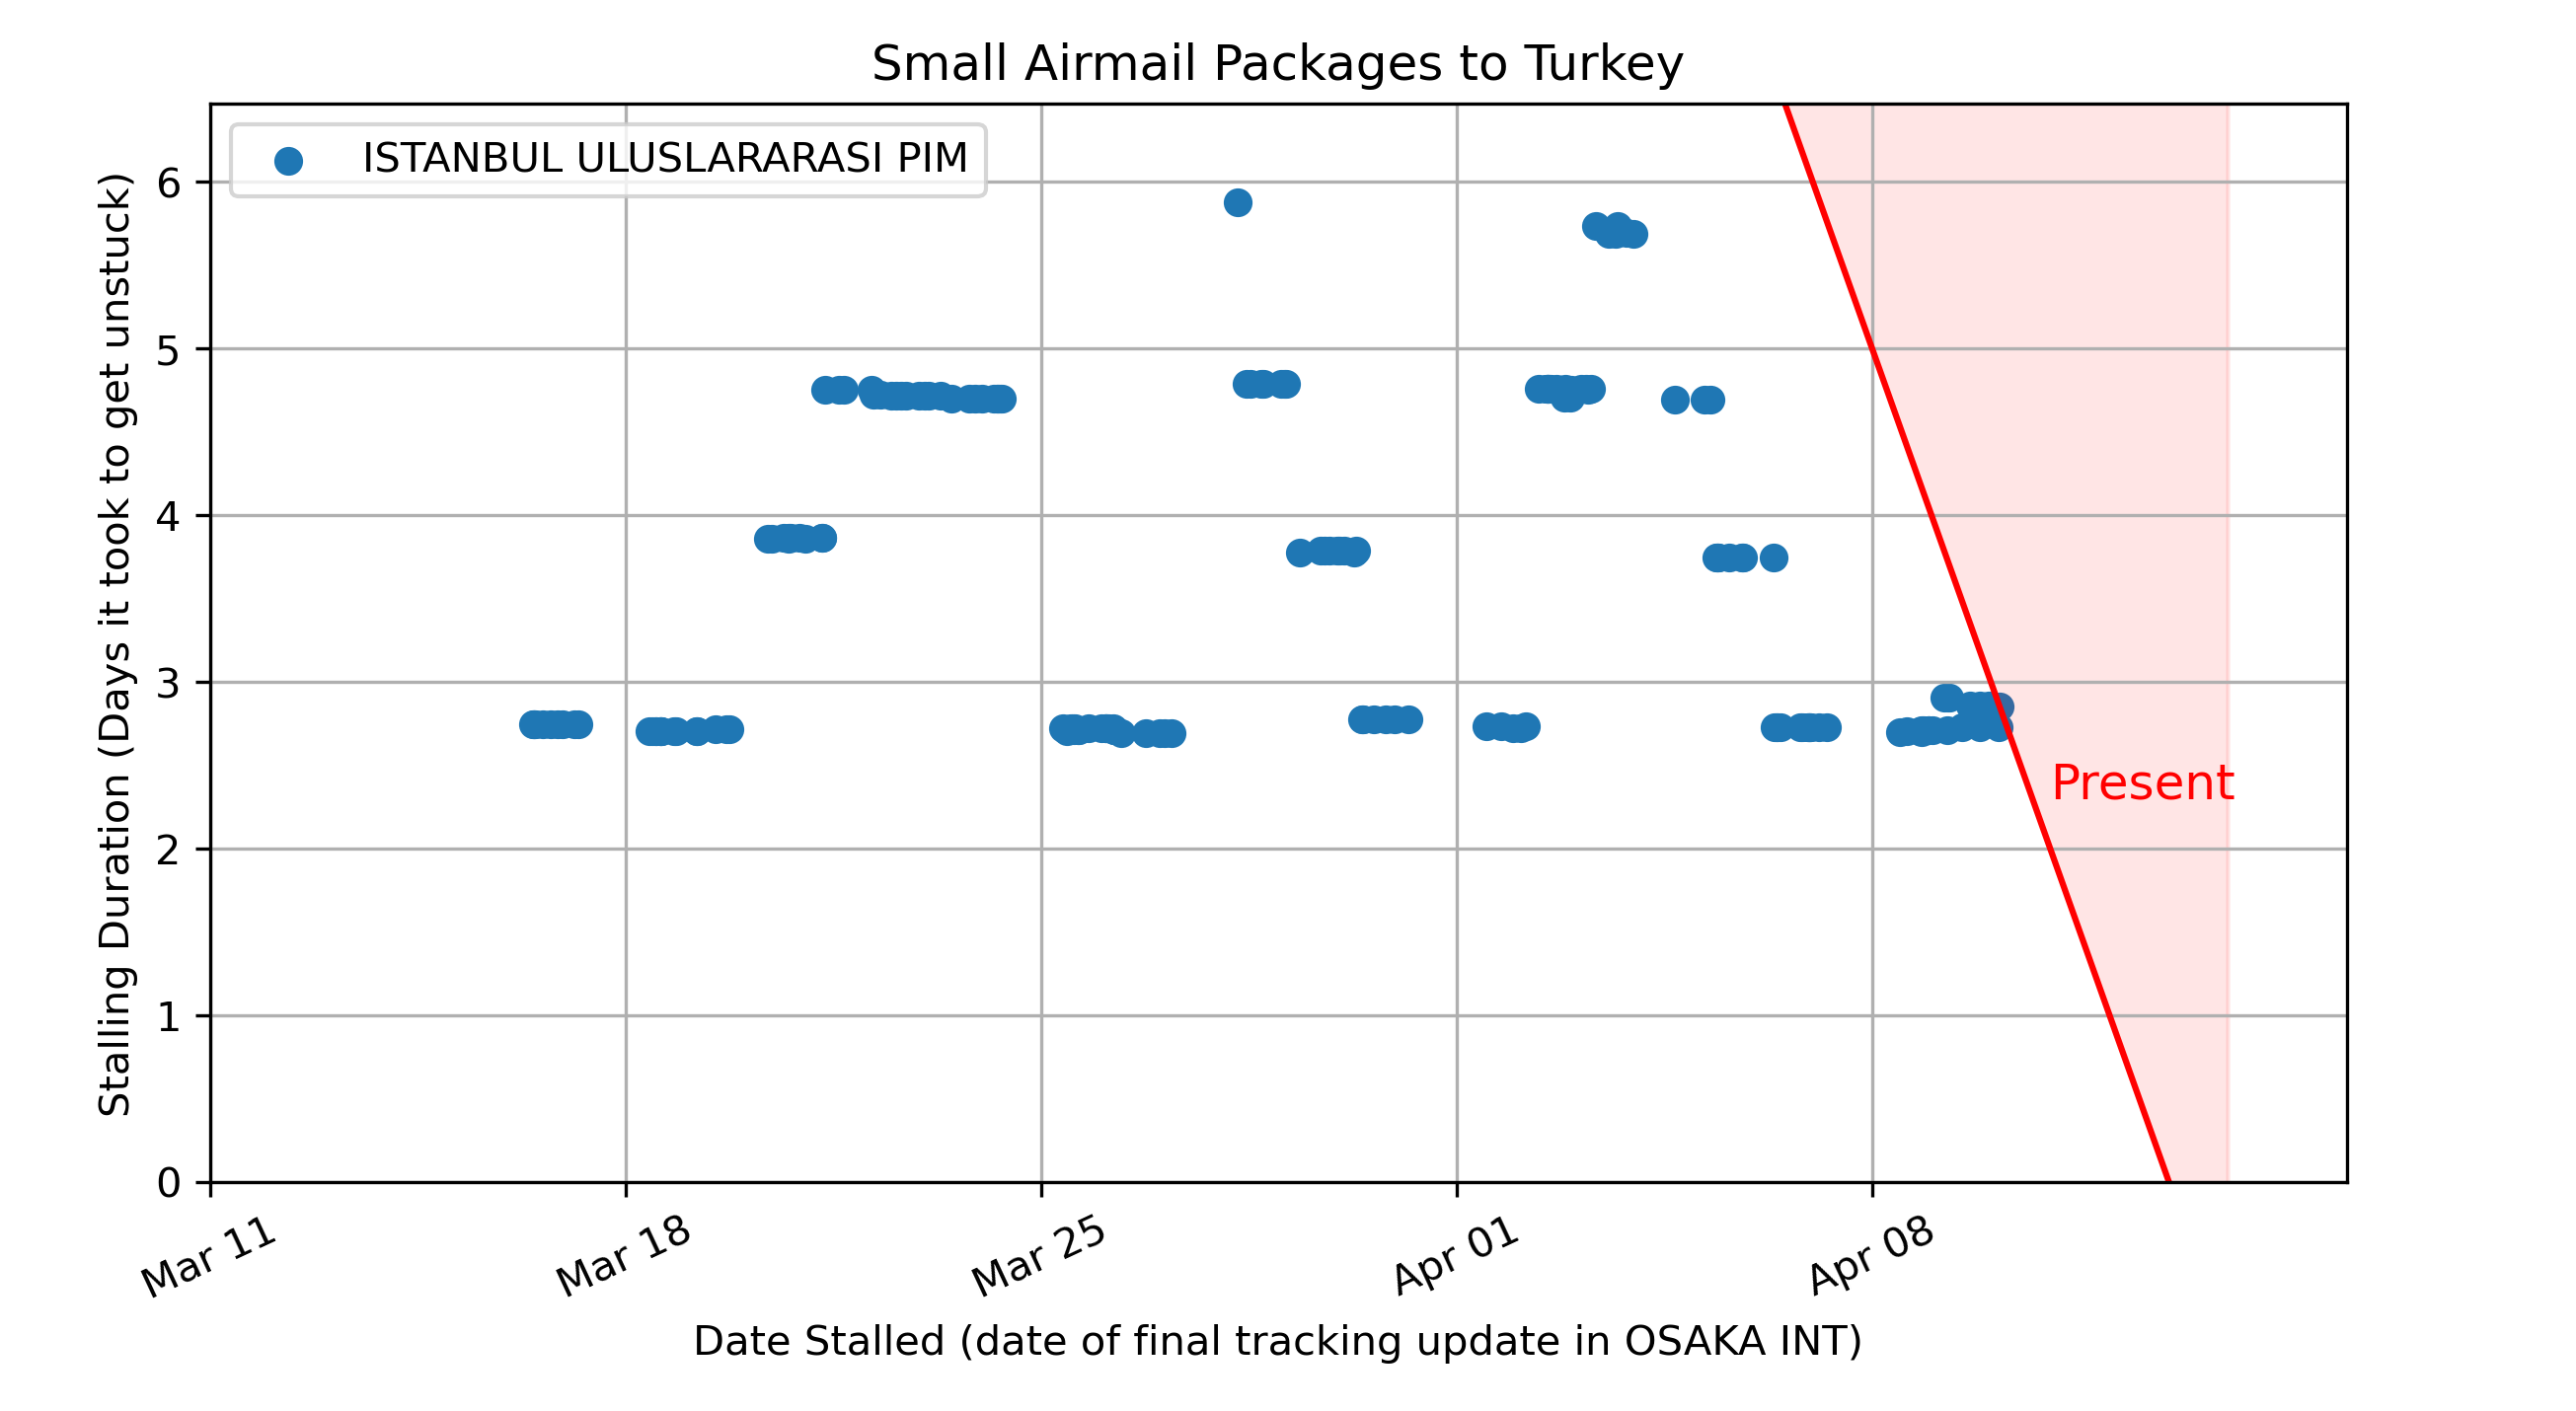 Small Airmail Packages to Turkey
ISTANBUL ULUSLARARASI PIM
Stalling Duration (Days it took to get unstuck)
6
5
4
3
2
1
0
Present
Mar 11
Mar 18
Mar 25
Apr 01
Apr 08
Date Stalled (date of final tracking update in OSAKA INT)